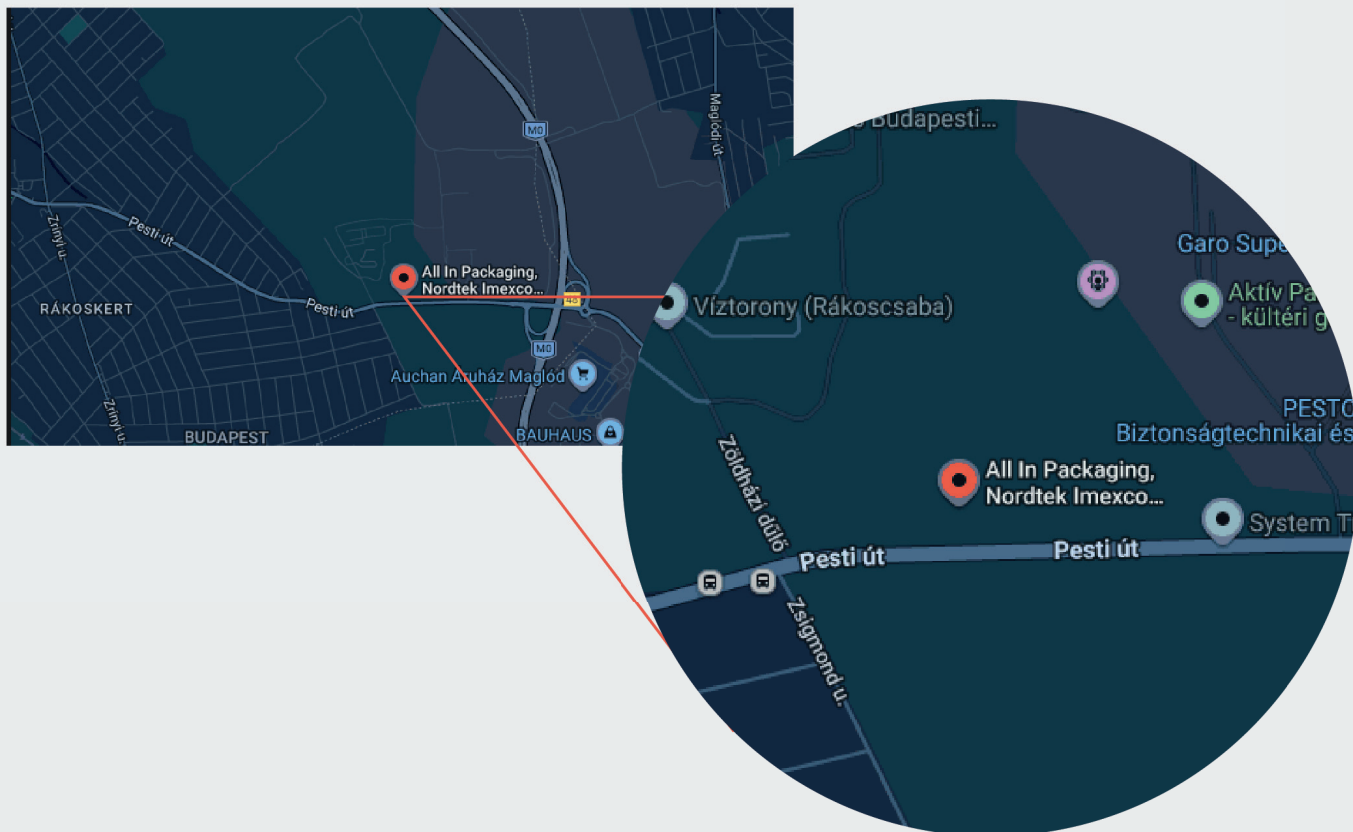 M0
Maglódi út
Zrínyi u.
Pesti út
All In Packaging,
Nordtek Imexco...
RÁKOSKERT
Pesti út
M0
Auchan Áruház Maglód
Zrínyi u.
BUDAPEST
BAUHAUS
Budapesti...
Garo Supe
Víztorony (Rákoscsaba)
Aktív Pa
- kültéri g
PESTO
Biztonságtechnikai és
Zöldházi dűlő
All In Packaging,
Nordtek Imexco...
System T
Pesti út
Pesti út
Zsigmond u.